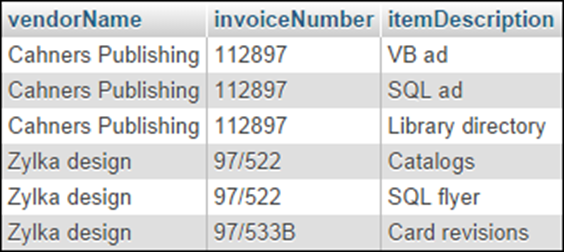 vendorName invoiceNumber itemDescription
Cahners Publishing 112897 VB ad
Cahners Publishing 112897 SQL ad
Cahners Publishing 112897 Library directory
Zylka design 97/522 Catalogs
Zylka design 97/522 SQL flyer
Zylka design 97/533B Card revisions